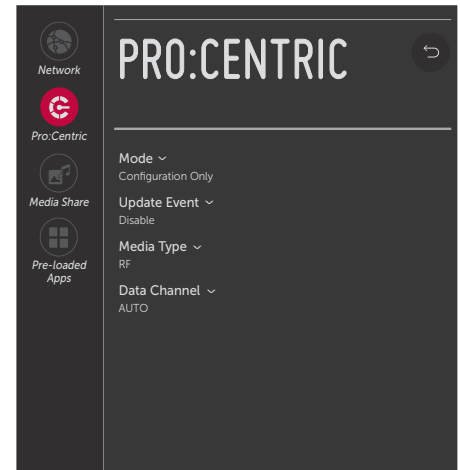 Network
Pro:Centric
Media Share
Pre-loaded
Apps
PRO:CENTRIC
Mode
Configuration Only
Update Event
Disable
Media Type
RF
Data Channel
AUTO